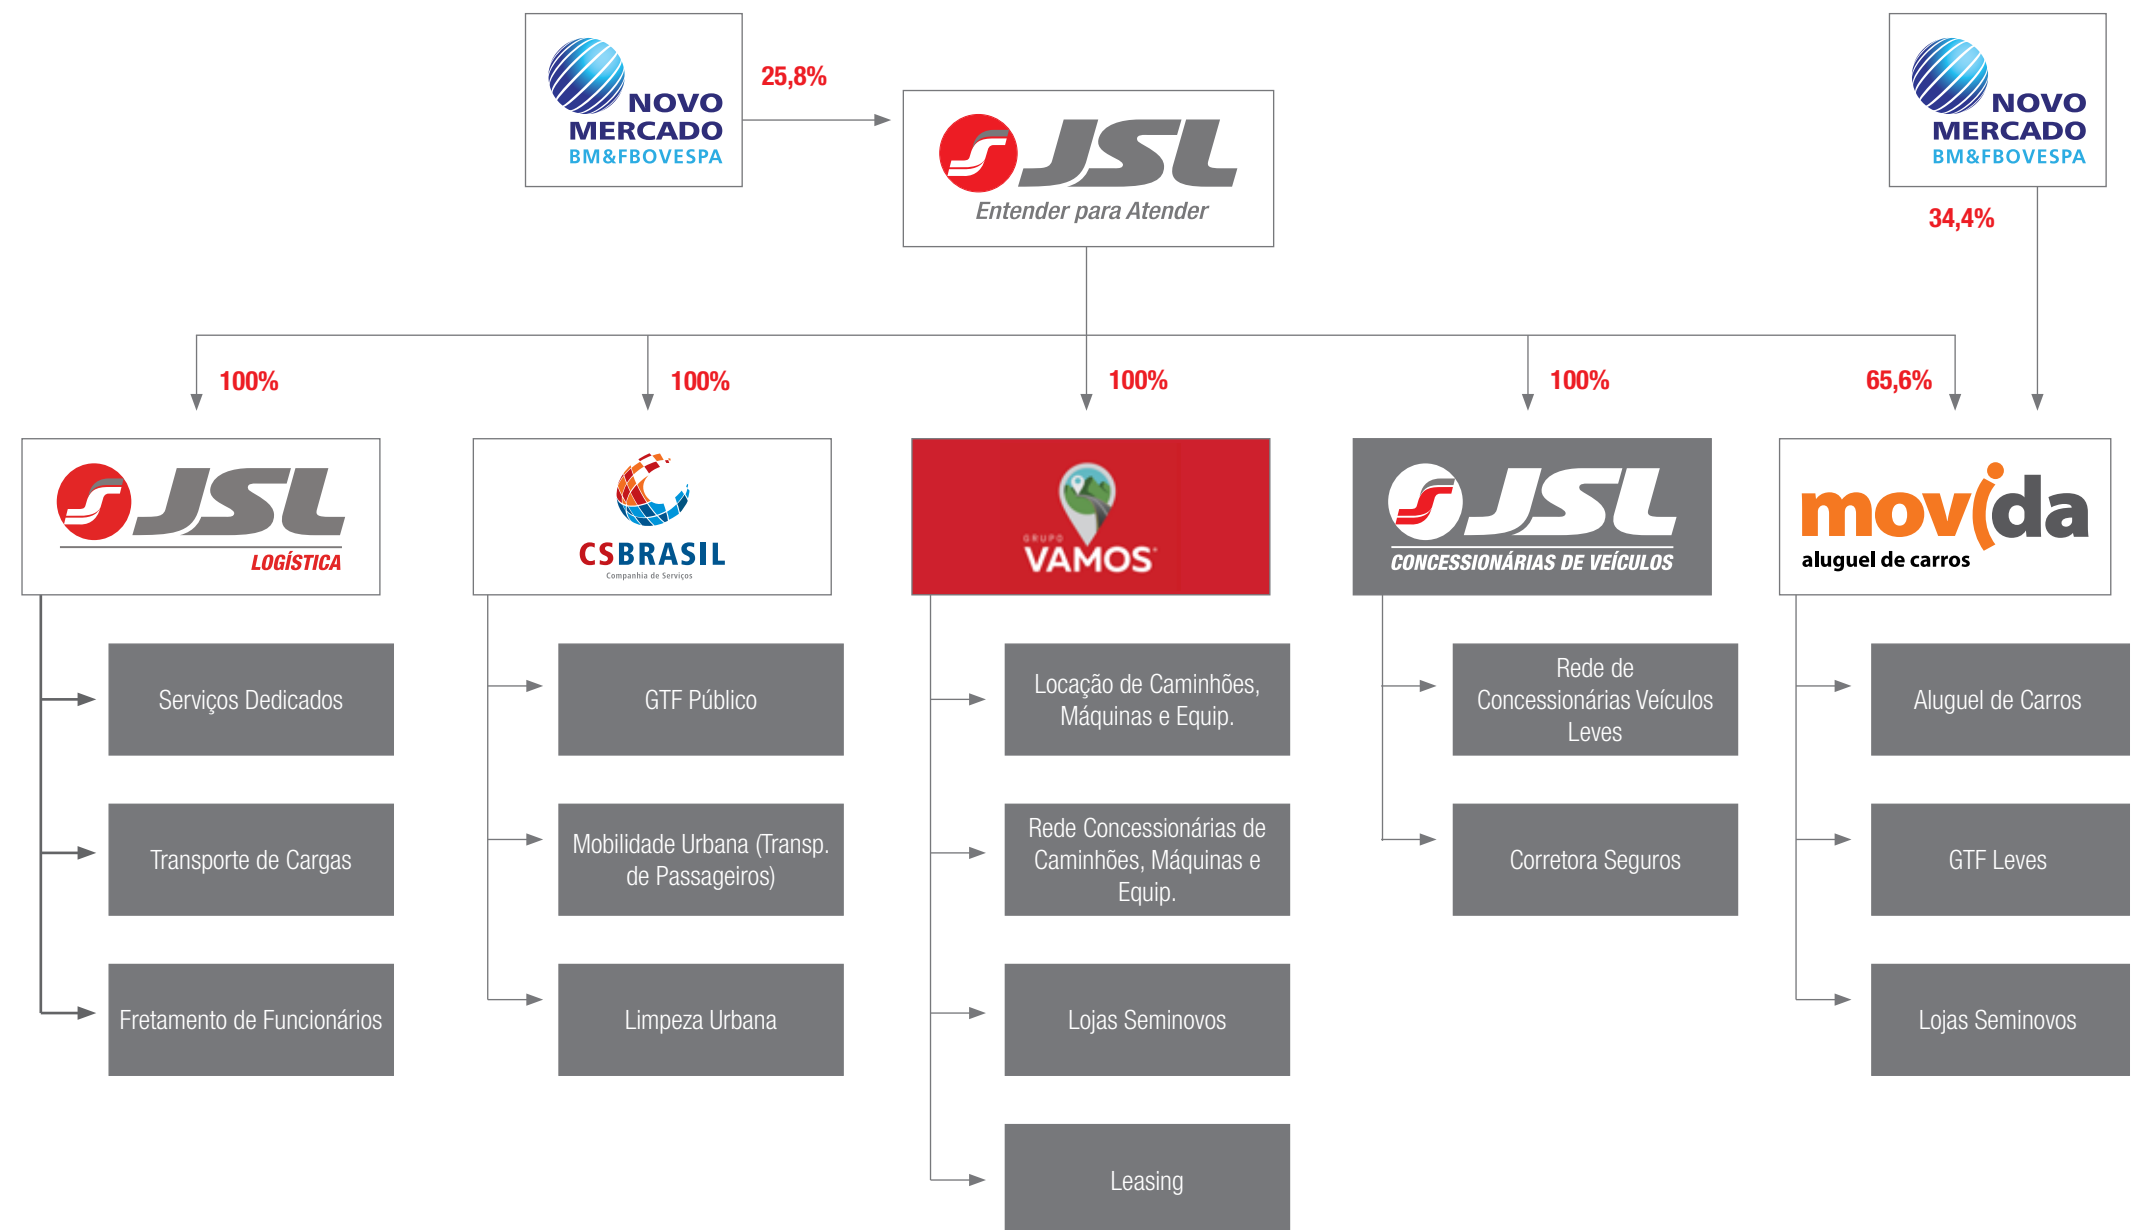 NOVO
MERCADO
BM&FBOVESPA
25,8%
JSL
Entender para Atender
NOVO
MERCADO
BM&FBOVESPA
34,4%
100%
100%
100%
100%
65,6%
JSL
LOGÍSTICA
CSBRASIL
Companhia de Serviços
GRUPO
VAMOS
JSL
CONCESSIONÁRIAS DE VEÍCULOS
movida
aluguel de carros
Serviços Dedicados
Transporte de Cargas
Fretamento de Funcionários
GTF Público
Mobilidade Urbana (Transp.
de Passageiros)
Limpeza Urbana
Locação de Caminhões,
Máquinas e Equip.
Rede Concessionárias de
Caminhões, Máquinas e
Equip.
Lojas Seminovos
Leasing
Rede de
Concessionárias Veículos
Leves
Corretora Seguros
Aluguel de Carros
GTF Leves
Lojas Seminovos